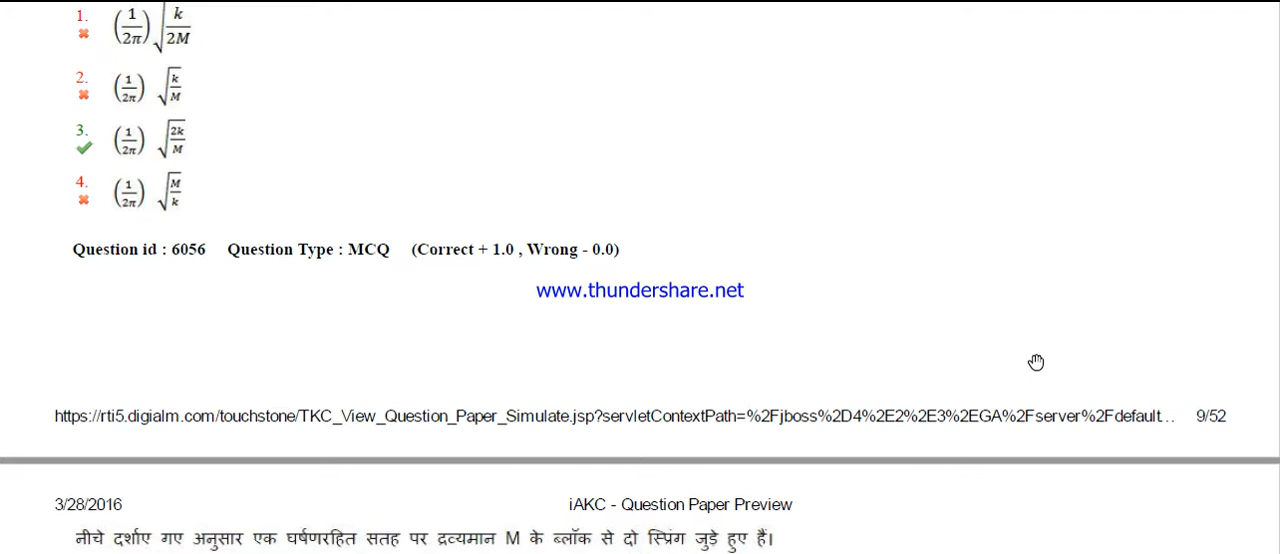 1. (1/2π) √(k/2M)
2. (1/2π) √(k/M)
3. (1/2π) √(2k/M)
4. (1/2π) √(M/k)
Question id : 6056 Question Type : MCQ (Correct + 1.0 , Wrong - 0.0)
www.thundershare.net
https://rti5.digialm.com/touchstone/TKC_View_Question_Paper_Simulate.jsp?servletContextPath=%2Fjboss%2D4%2E2%2E3%2EGA%2Fserver%2Fdefault… 9/52
3/28/2016 iAKC - Question Paper Preview
नीचे दर्शाए गए अनुसार एक घर्षणरहित सतह पर द्रव्यमान M के ब्लॉक से दो स्प्रिंग जुड़े हुए हैं।